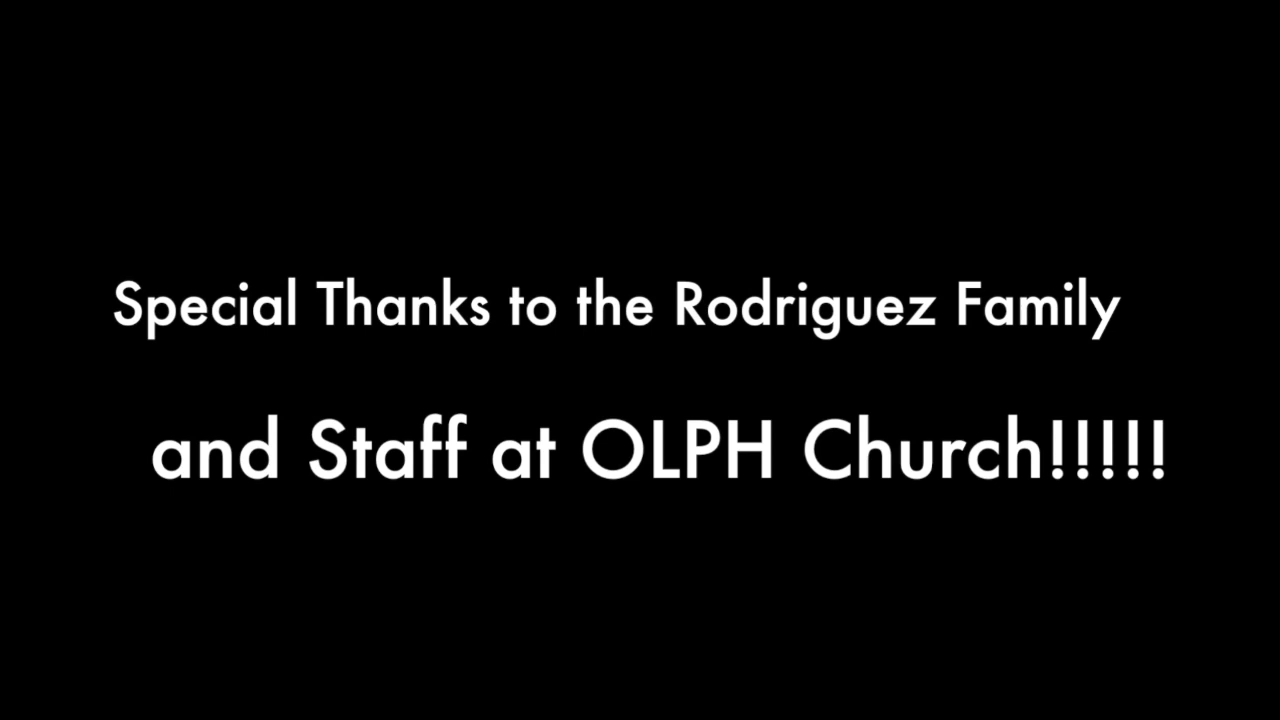 Special Thanks to the Rodriguez Family
and Staff at OLPH Church!!!!!